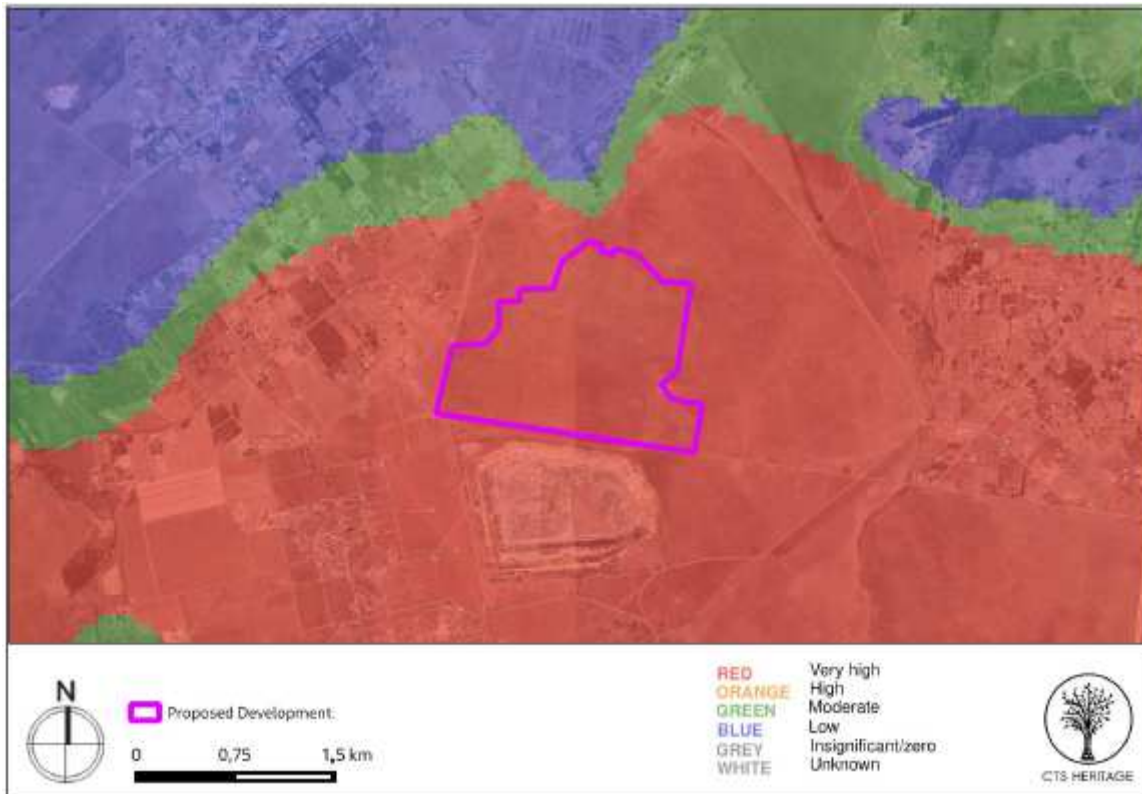 N
Proposed Development.
0 0,75 1,5 km
RED Very high
ORANGE High
GREEN Moderate
BLUE Low
GREY Insignificant/zero
WHITE Unknown
CTS HERITAGE